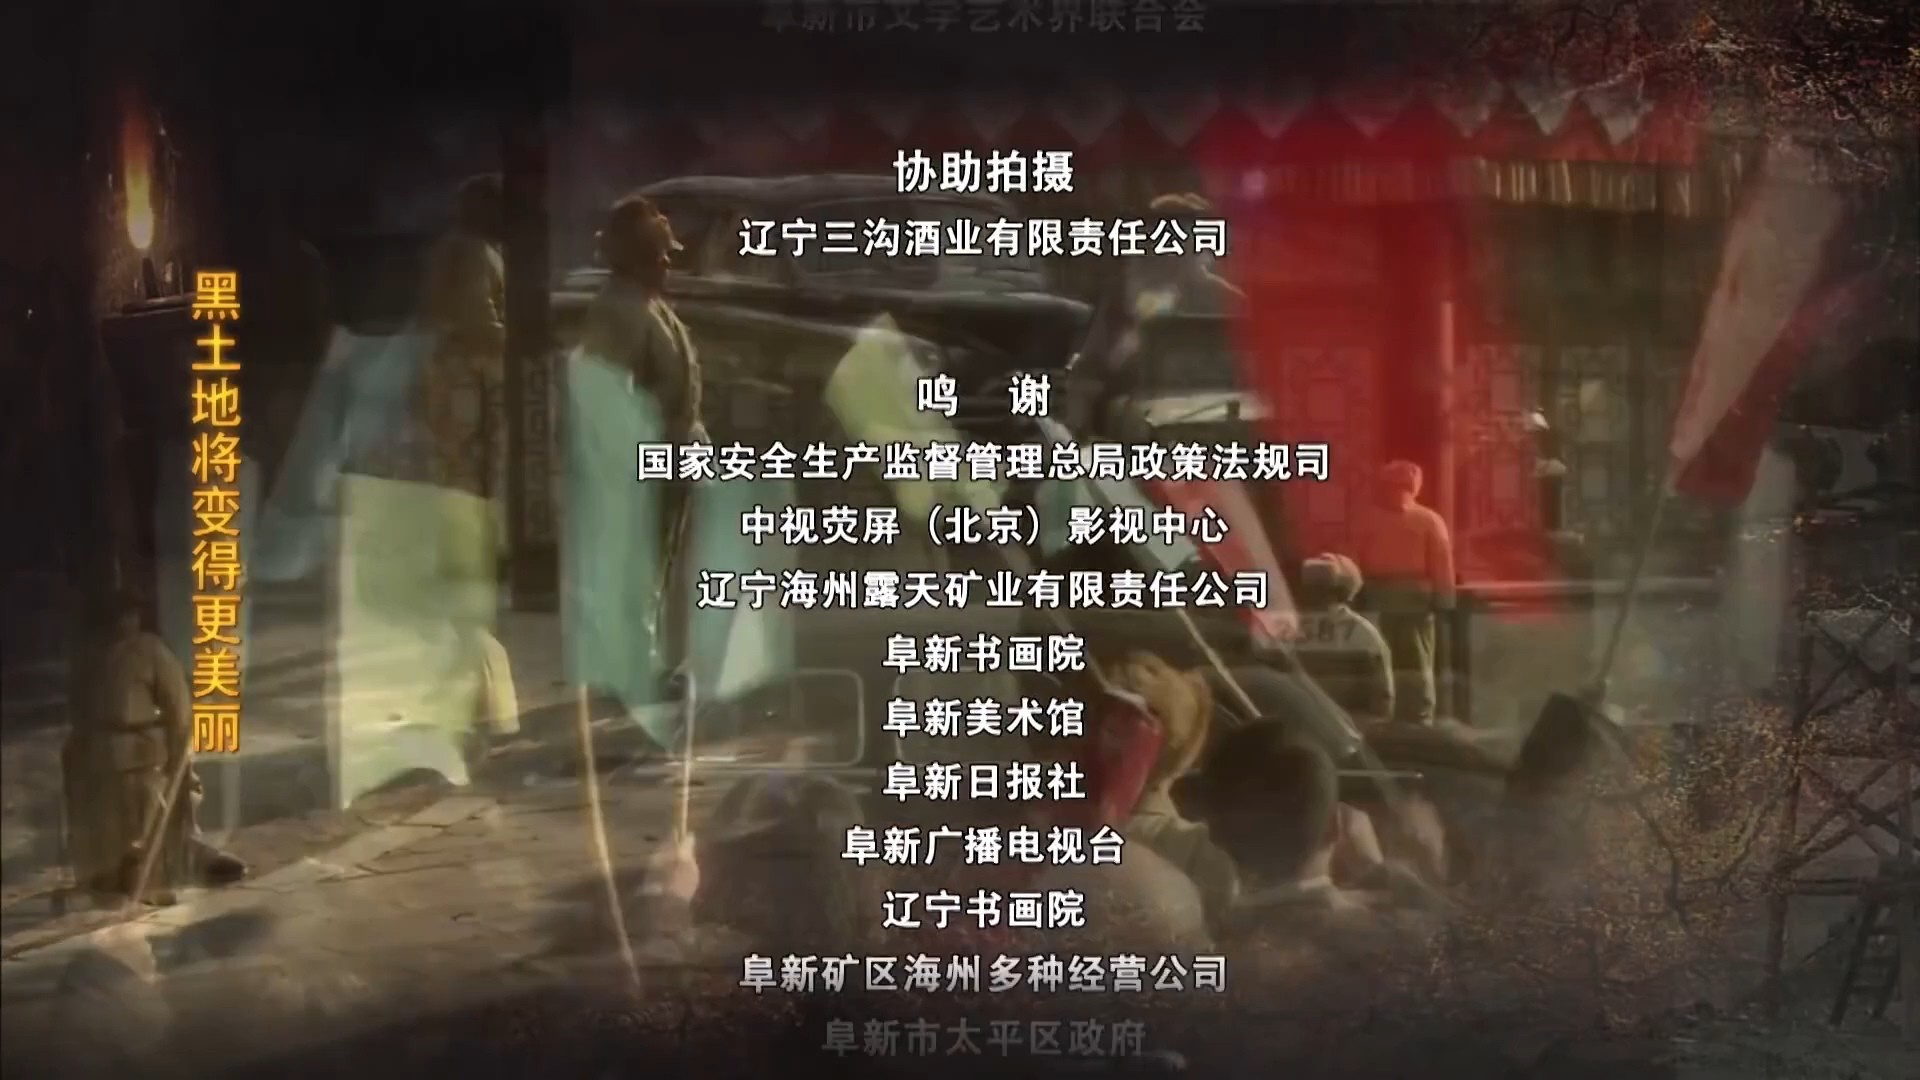 阜新市文学艺术界联合会
协助拍摄
辽宁三沟酒业有限责任公司
黑土地将变得更美丽
鸣 谢
国家安全生产监督管理总局政策法规司
中视荧屏（北京）影视中心
辽宁海州露天矿业有限责任公司
阜新书画院
阜新美术馆
阜新日报社
阜新广播电视台
辽宁书画院
阜新矿区海州多种经营公司
阜新市太平区政府